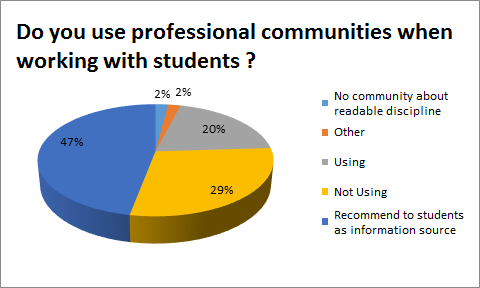 Do you use professional communities when
working with students ?
2%
2%
20%
29%
47%
No community about
readable discipline
Other
Using
Not Using
Recommend to students
as information source